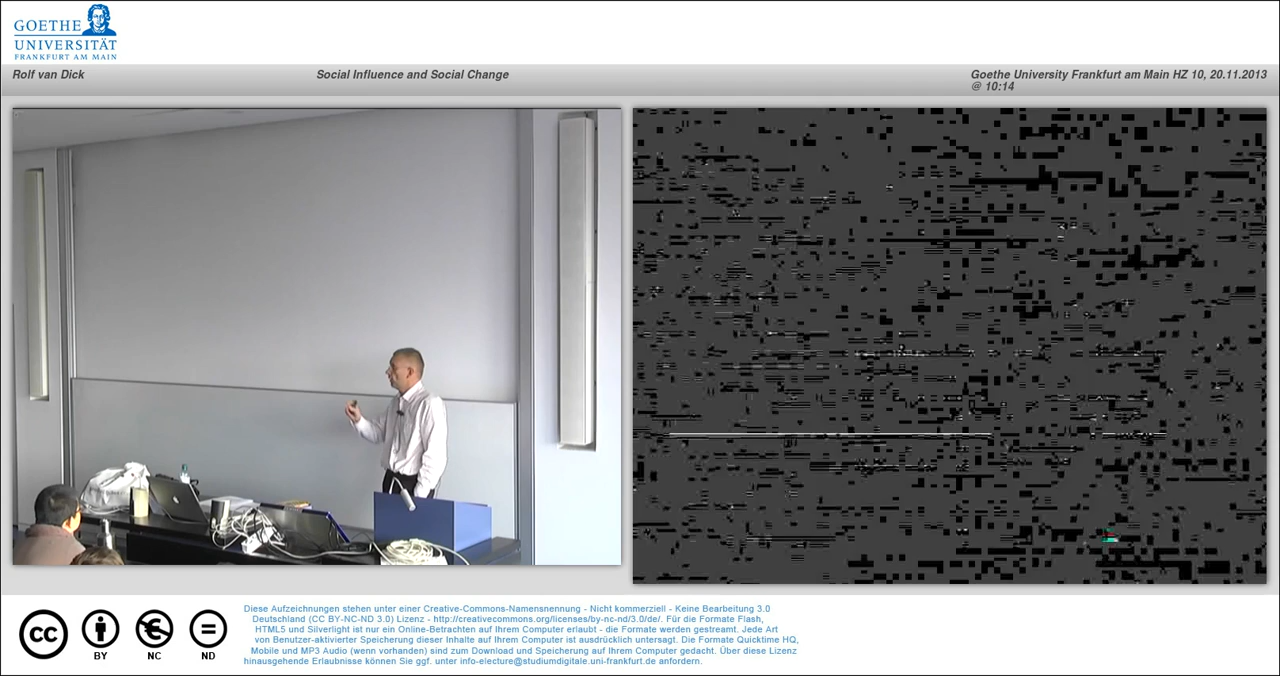 GOETHE
UNIVERSITÄT
FRANKFURT AM MAIN
Rolf van Dick
Social Influence and Social Change
Goethe University Frankfurt am Main HZ 10, 20.11.2013
@ 10:14
cc
BY
NC
ND
Diese Aufzeichnungen stehen unter einer Creative-Commons-Namensnennung - Nicht kommerziell - Keine Bearbeitung 3.0
Deutschland (CC BY-NC-ND 3.0) Lizenz - http://creativecommons.org/licenses/by-nc-nd/3.0/de/. Für die Formate Flash,
HTML5 und Silverlight ist nur ein Online-Betrachten auf Ihrem Computer erlaubt - die Formate werden gestreamt. Jede Art
von Benutzer-aktivierter Speicherung dieser Inhalte auf Ihrem Computer ist ausdrücklich untersagt. Die Formate Quicktime HQ,
Mobile und MP3 Audio (wenn vorhanden) sind zum Download und Speicherung auf Ihrem Computer gedacht. Über diese Lizenz
hinausgehende Erlaubnisse können Sie ggf. unter info-electure@studiumdigitale.uni-frankfurt.de anfordern.